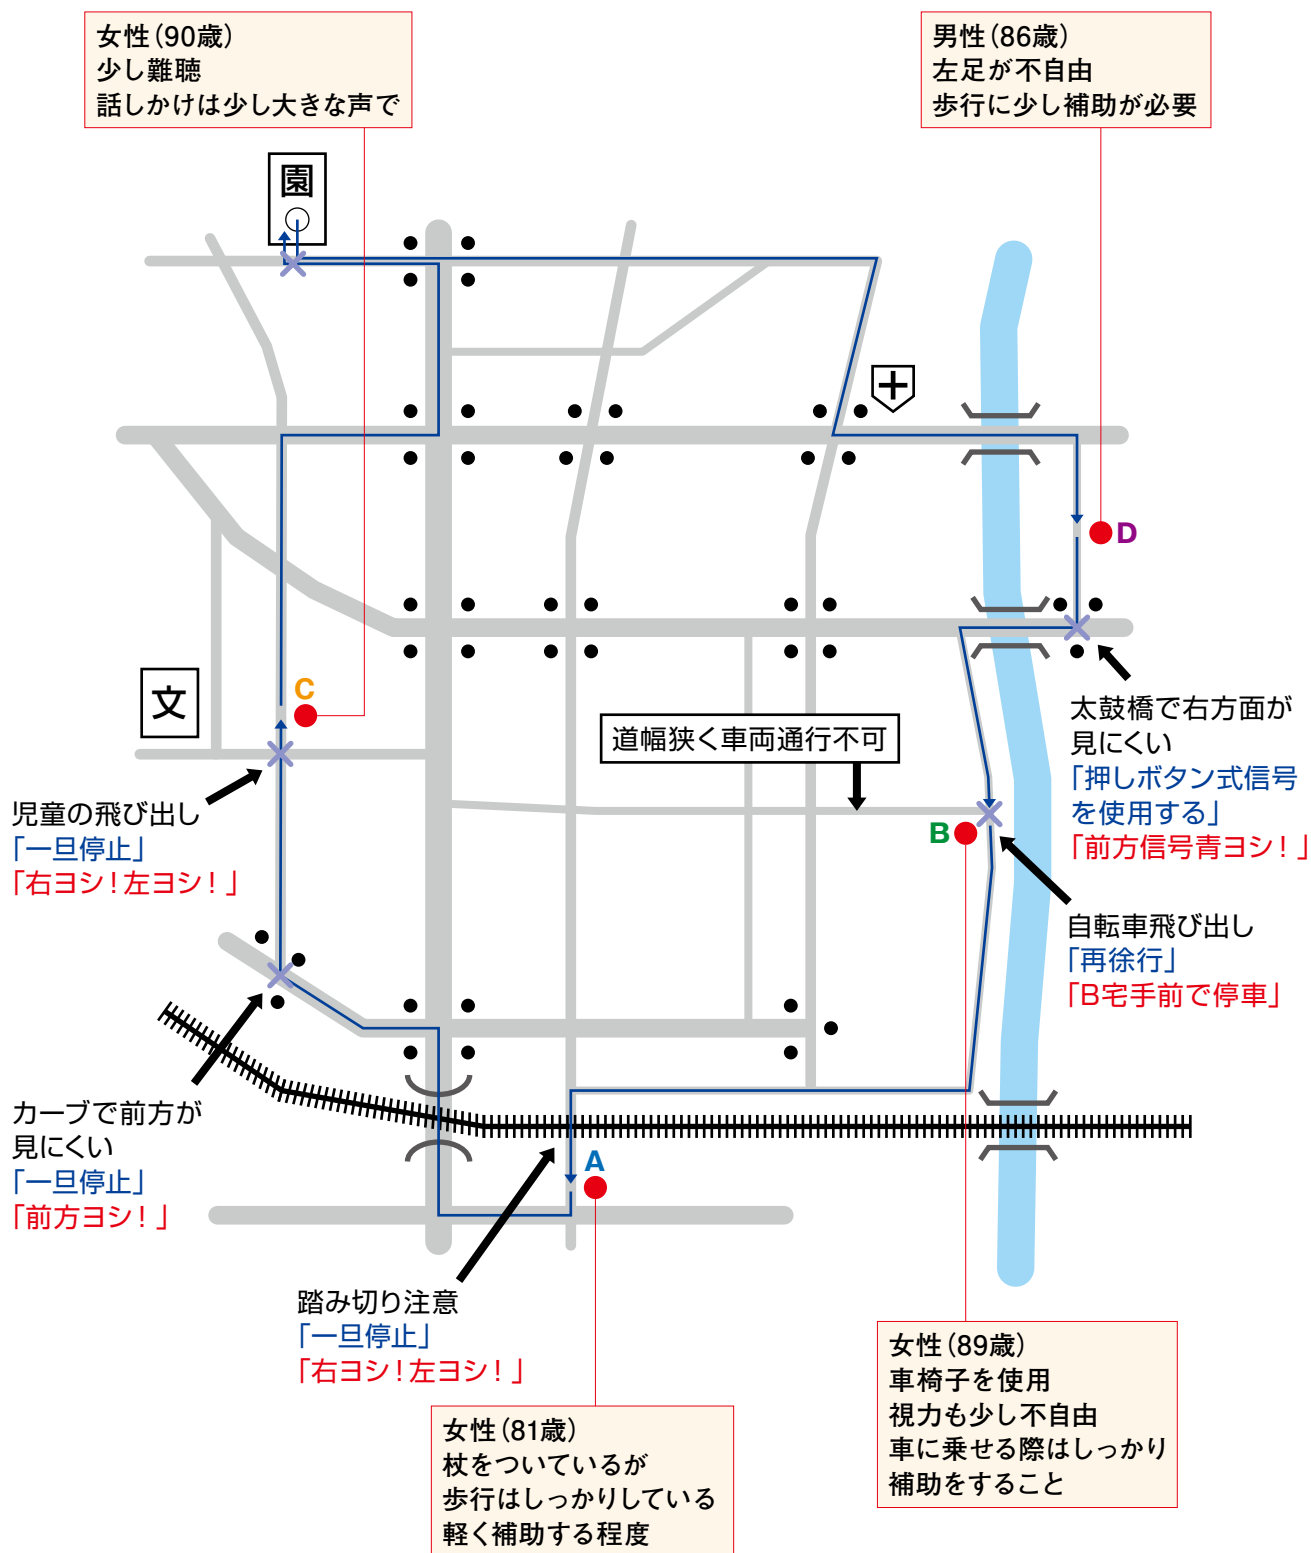 女性（90歳）
少し難聴
話しかけは少し大きな声で
男性（86歳）
左足が不自由
歩行に少し補助が必要
園
D
文
C
道幅狭く車両通行不可
太鼓橋で右方面が
見にくい
「押しボタン式信号
を使用する」
「前方信号青ヨシ！」
児童の飛び出し
「一旦停止」
「右ヨシ！左ヨシ！」
B
自転車飛び出し
「再徐行」
「B宅手前で停車」
カーブで前方が
見にくい
「一旦停止」
「前方ヨシ！」
A
踏み切り注意
「一旦停止」
「右ヨシ！左ヨシ！」
女性（89歳）
車椅子を使用
視力も少し不自由
車に乗せる際はしっかり
補助をすること
女性（81歳）
杖をついているが
歩行はしっかりしている
軽く補助する程度